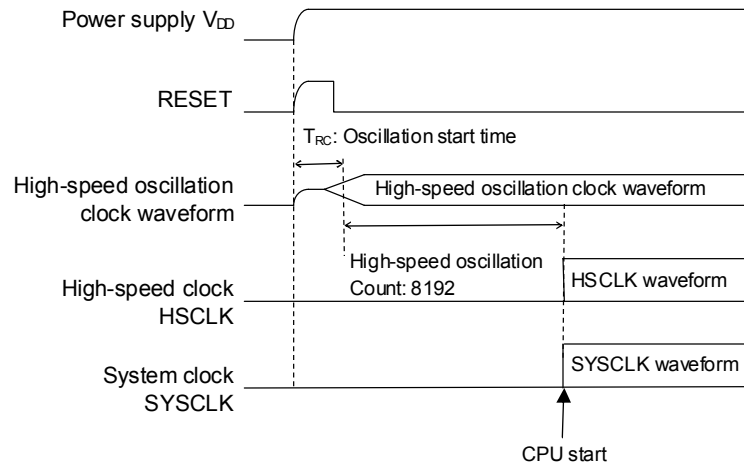 Power supply VDD
RESET
TRC: Oscillation start time
High-speed oscillation
clock waveform
High-speed oscillation clock waveform
High-speed oscillation
Count: 8192
High-speed clock
HSCLK
HSCLK waveform
System clock
SYSCLK
SYSCLK waveform
CPU start